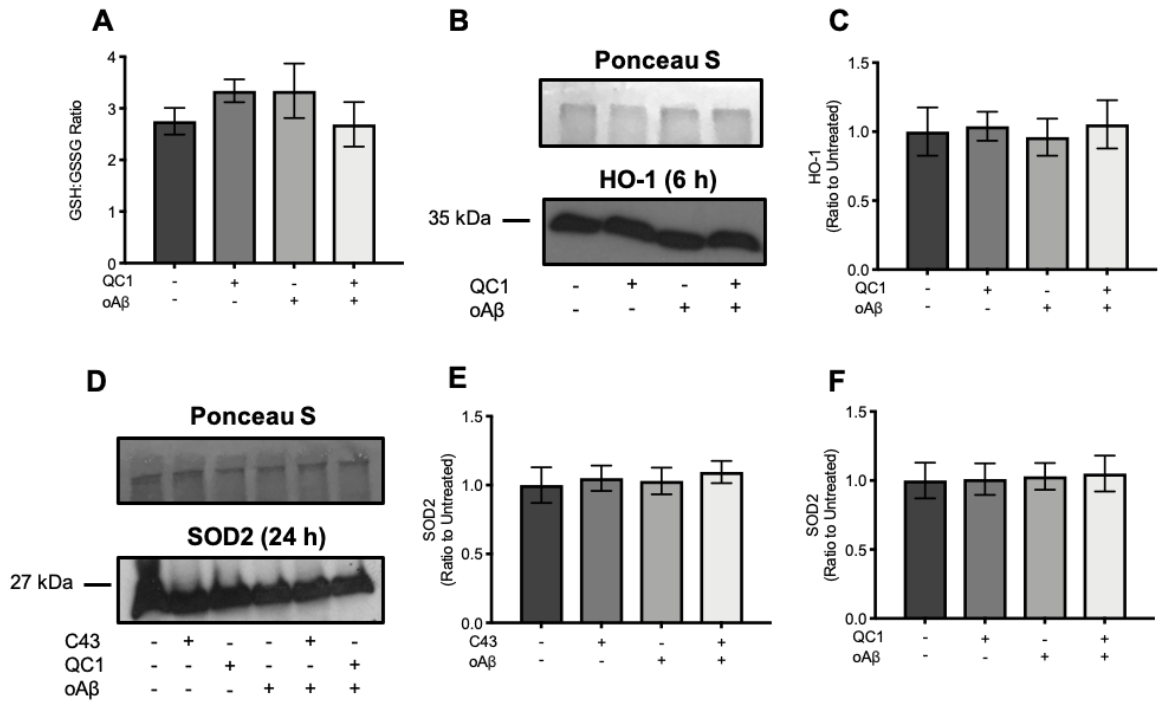 A
GSH:GSSG Ratio
4
3
2
1
0
QC1 - + - +
oAβ - - + +
B
Ponceau S
HO-1 (6 h)
35 kDa
QC1 - + - +
oAβ - - + +
C
HO-1
(Ratio to Untreated)
1.5
1.0
0.5
0.0
QC1 - + - +
oAβ - - + +
D
Ponceau S
SOD2 (24 h)
27 kDa
C43 - + - - + -
QC1 - - + - - +
oAβ - - - + + +
E
SOD2
(Ratio to Untreated)
1.5
1.0
0.5
0.0
C43 - + - +
oAβ - - + +
F
SOD2
(Ratio to Untreated)
1.5
1.0
0.5
0.0
QC1 - + - +
oAβ - - + +